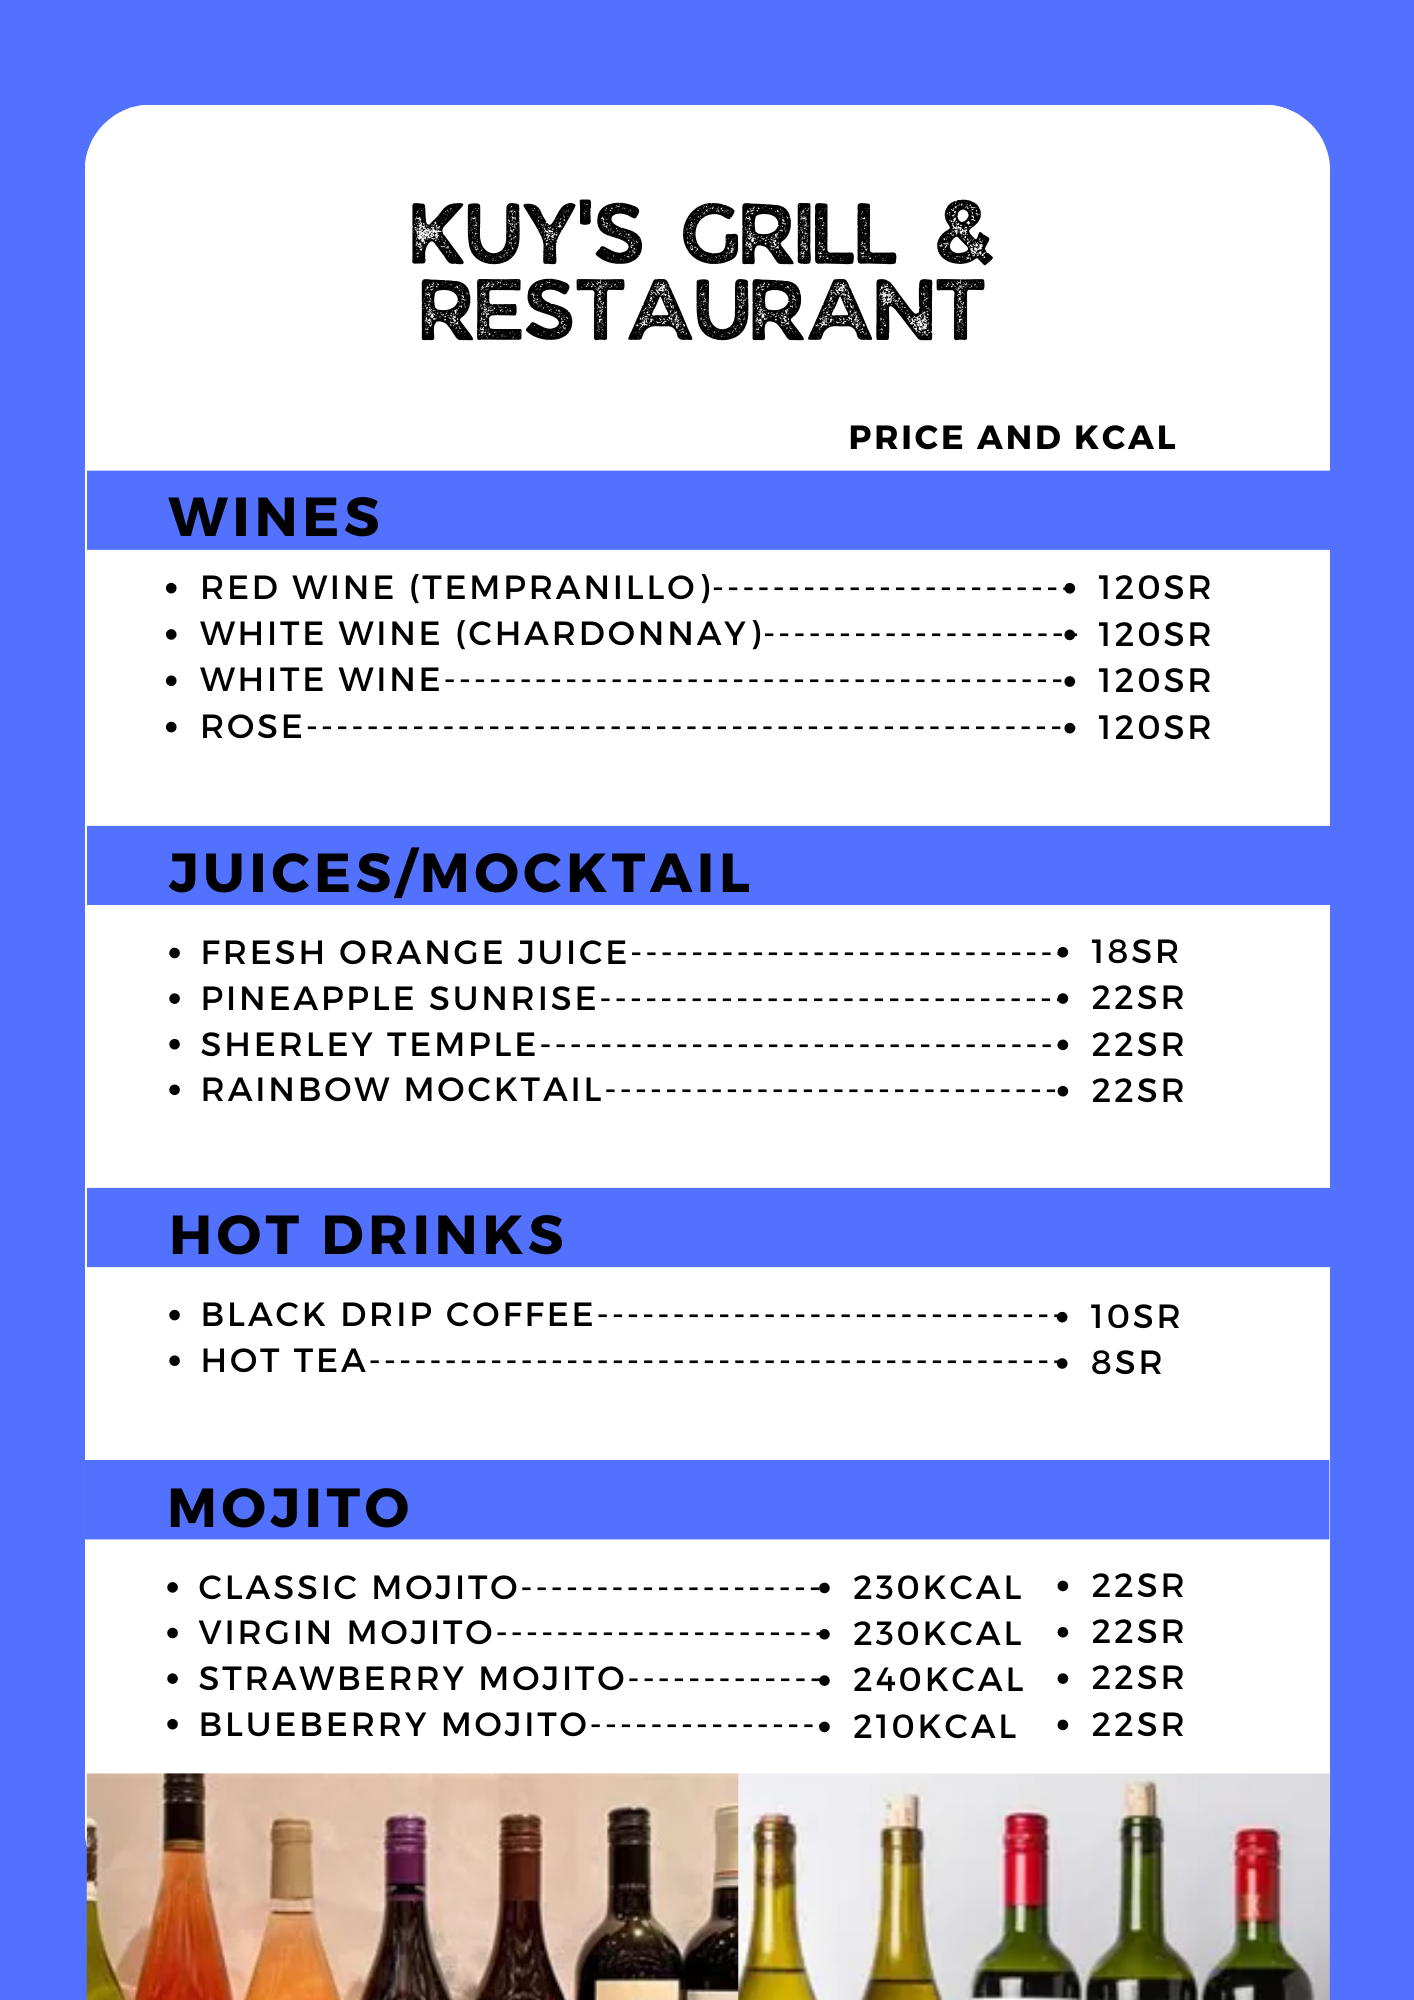 KUY'S GRILL &
RESTAURANT
PRICE AND KCAL
WINES
• RED WINE (TEMPRANILLO)-----------------------• 120SR
• WHITE WINE (CHARDONNAY)--------------------• 120SR
• WHITE WINE-----------------------------------------• 120SR
• ROSE--------------------------------------------------• 120SR
JUICES/MOCKTAIL
• FRESH ORANGE JUICE----------------------------• 18SR
• PINEAPPLE SUNRISE------------------------------• 22SR
• SHERLEY TEMPLE----------------------------------• 22SR
• RAINBOW MOCKTAIL------------------------------• 22SR
HOT DRINKS
• BLACK DRIP COFFEE------------------------------• 10SR
• HOT TEA----------------------------------------------• 8SR
MOJITO
• CLASSIC MOJITO--------------------• 230KCAL • 22SR
• VIRGIN MOJITO---------------------• 230KCAL • 22SR
• STRAWBERRY MOJITO-------------• 240KCAL • 22SR
• BLUEBERRY MOJITO---------------• 210KCAL • 22SR